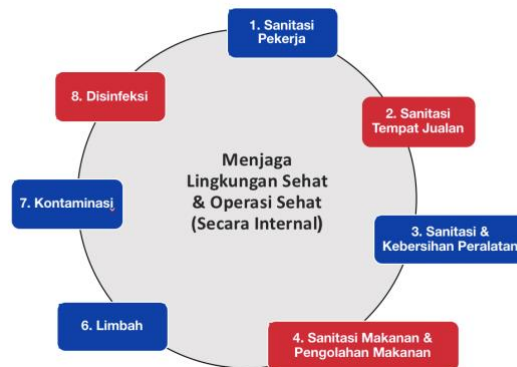 1. Sanitasi
Pekerja
2. Sanitasi
Tempat Jualan
3. Sanitasi &
Kebersihan Peralatan
4. Sanitasi Makanan &
Pengolahan Makanan
6. Limbah
7. Kontaminasi
8. Disinfeksi
Menjaga
Lingkungan Sehat
& Operasi Sehat
(Secara Internal)